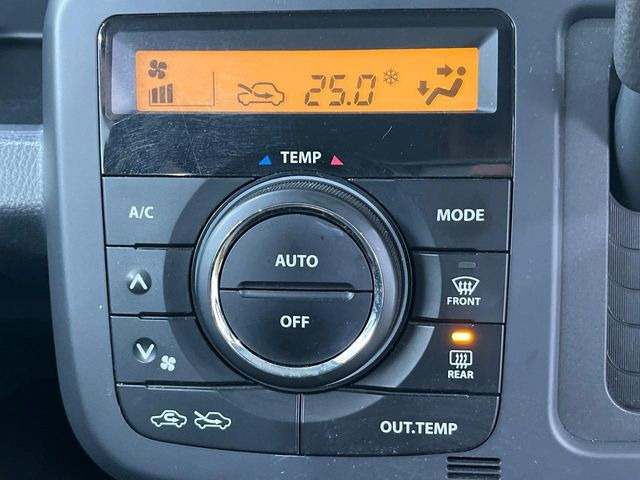 25.0
TEMP
A/C
MODE
AUTO
OFF
FRONT
REAR
OUT.TEMP